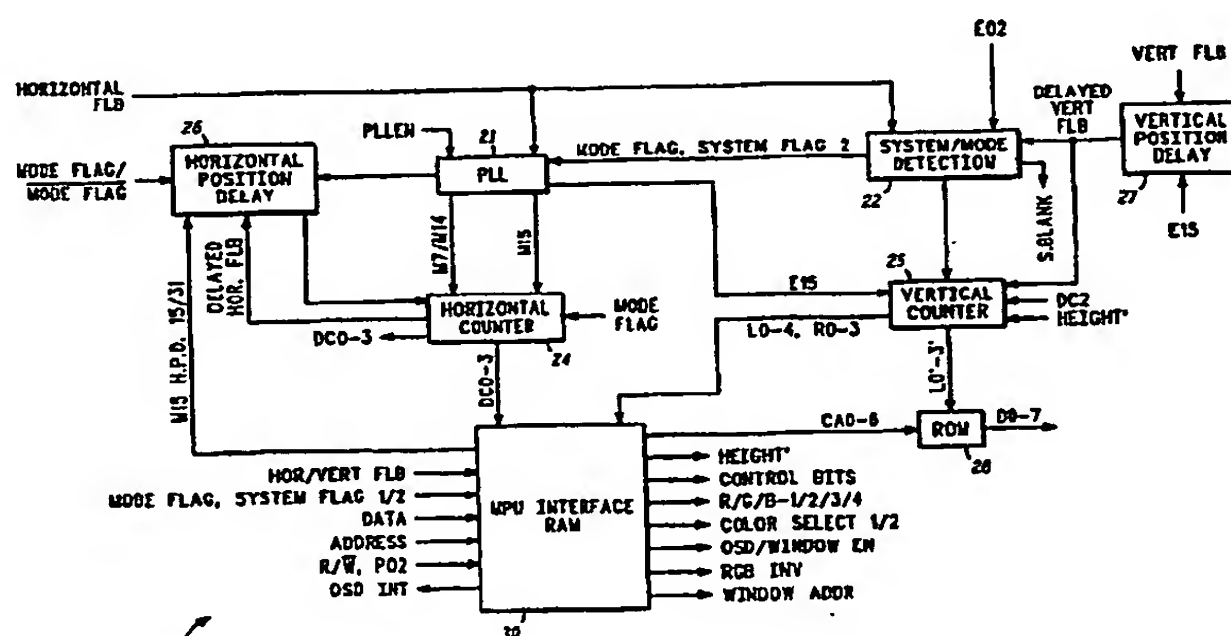 E02
VERT FLB
HORIZONTAL
FLB
DELAYED
VERT
FLB
26
PLLEN
21
MODE FLAG, SYSTEM FLAG 2
SYSTEM/MODE
DETECTION
VERTICAL
POSITION
DELAY
MODE FLAG/
MODE FLAG
HORIZONTAL
POSITION
DELAY
PLL
22
27
S.BLANK
E15
M15 H.P.D. 15/31
DELAYED
HOR. FLB
M7/M14
M15
25
E15
VERTICAL
COUNTER
DC2
HEIGHT'
HORIZONTAL
COUNTER
MODE
FLAG
DC0-3
24
L0-4, R0-3
DC0-3
L0'-3'
CA0-6
ROM
D0-7
28
HOR/VERT FLB
MODE FLAG, SYSTEM FLAG 1/2
DATA
ADDRESS
R/W, P02
OSD INT
MPU INTERFACE
RAM
HEIGHT'
CONTROL BITS
R/G/B-1/2/3/4
COLOR SELECT 1/2
OSD/WINDOW EN
RGB INV
WINDOW ADDR